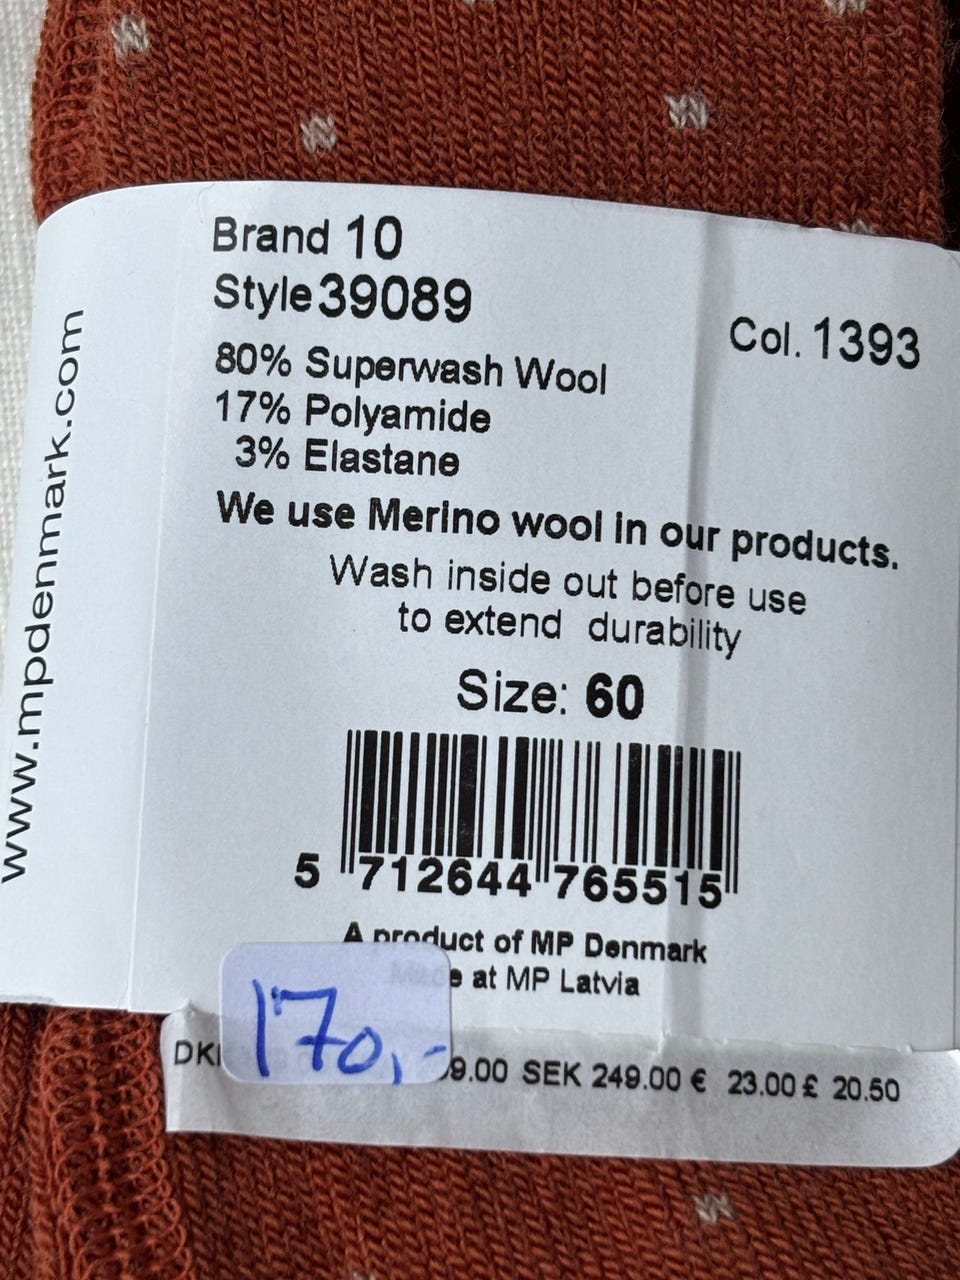 www.mpdenmark.com
Brand 10
Style 39089
Col. 1393
80% Superwash Wool
17% Polyamide
3% Elastane
We use Merino wool in our products.
Wash inside out before use
to extend durability
Size: 60
5 712644 765515
A product of MP Denmark
Made at MP Latvia
170,-
9.00 SEK 249.00 € 23.00 £ 20.50